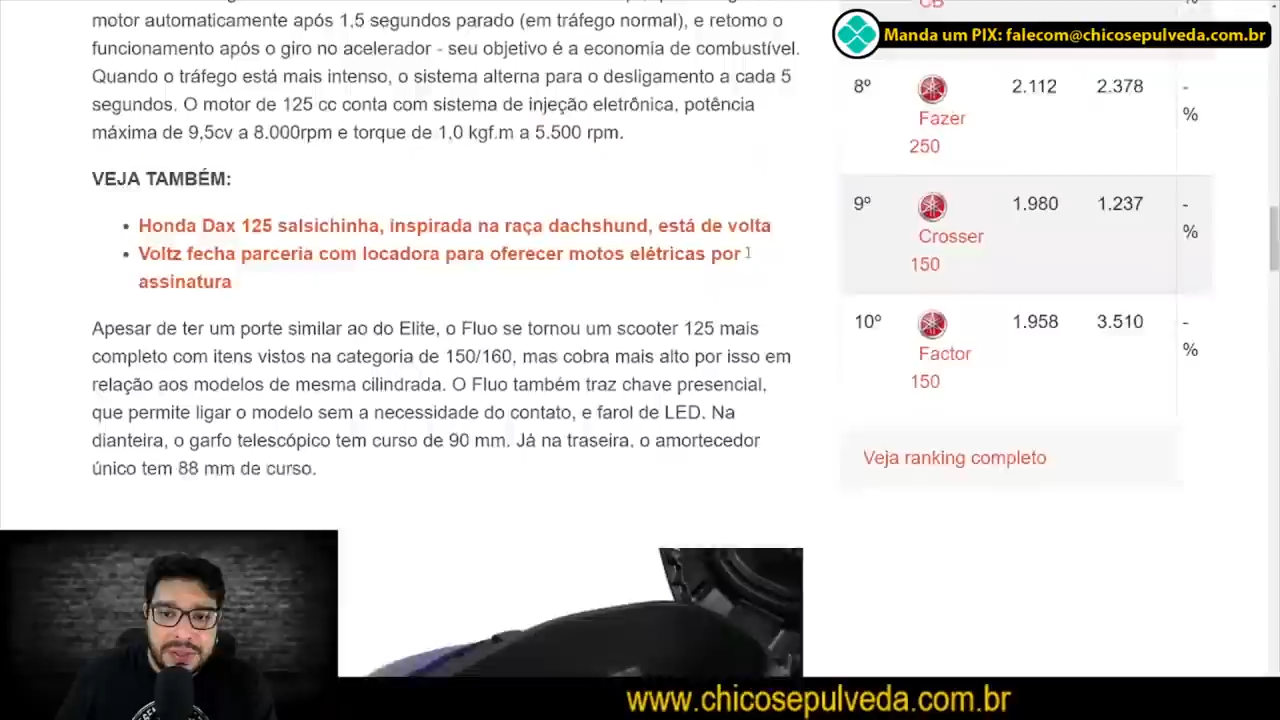 motor automaticamente após 1,5 segundos parado (em tráfego normal), e retomo o
funcionamento após o giro no acelerador - seu objetivo é a economia de combustível.
Quando o tráfego está mais intenso, o sistema alterna para o desligamento a cada 5
segundos. O motor de 125 cc conta com sistema de injeção eletrônica, potência
máxima de 9,5cv a 8.000rpm e torque de 1,0 kgf.m a 5.500 rpm.
VEJA TAMBÉM:
Honda Dax 125 salsichinha, inspirada na raça dachshund, está de volta
Voltz fecha parceria com locadora para oferecer motos elétricas por
assinatura
Apesar de ter um porte similar ao do Elite, o Fluo se tornou um scooter 125 mais
completo com itens vistos na categoria de 150/160, mas cobra mais alto por isso em
relação aos modelos de mesma cilindrada. O Fluo também traz chave presencial,
que permite ligar o modelo sem a necessidade do contato, e farol de LED. Na
dianteira, o garfo telescópico tem curso de 90 mm. Já na traseira, o amortecedor
único tem 88 mm de curso.
CB
%
Manda um PIX: falecom@chicosepulveda.com.br
8º 2.112 2.378 -
Fazer %
250
9º 1.980 1.237 -
Crosser %
150
10º 1.958 3.510 -
Factor %
150
Veja ranking completo
www.chicosepulveda.com.br